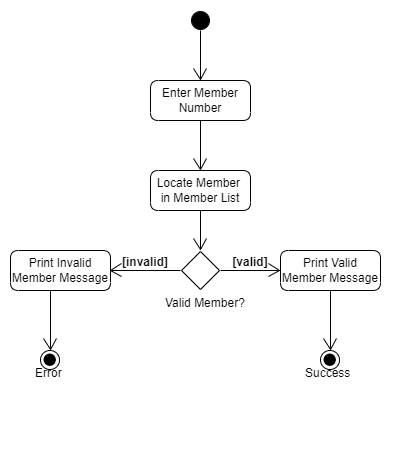 Enter Member
Number
Locate Member
in Member List
Print Invalid
Member Message
[invalid]
[valid]
Print Valid
Member Message
Valid Member?
Error
Success